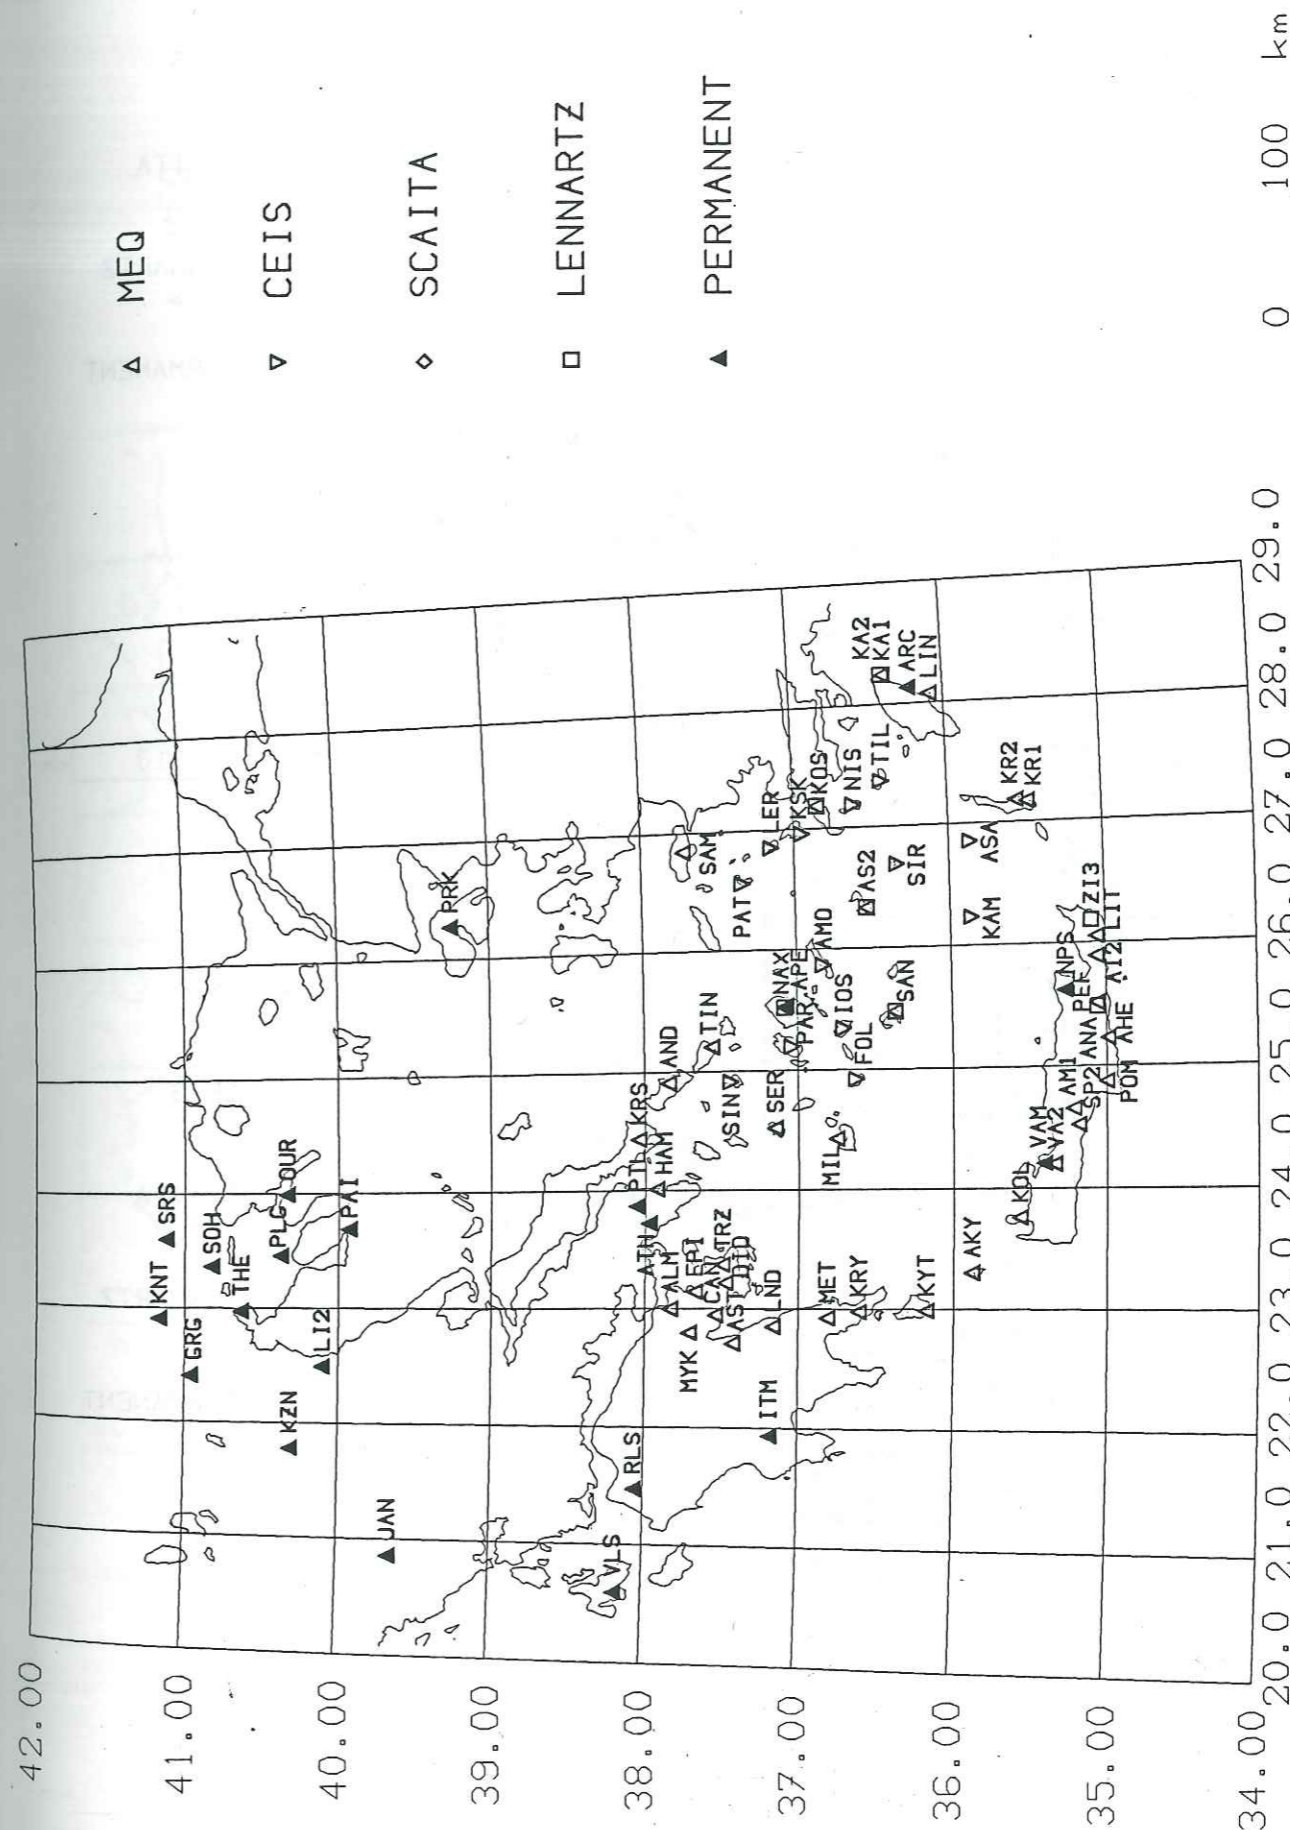 MEQ
CEIS
SCAITA
LENNARTZ
PERMANENT
0 100 km
42.00
41.00
40.00
39.00
38.00
37.00
36.00
35.00
34.00
20.0 21.0 22.0 23.0 24.0 25.0 26.0 27.0 28.0 29.0
KNT
SRS
GRG
SOH
THE
PLG
OUR
KZN
LI2
PAI
JAN
PRK
VLS
RLS
ITM
PTL
KRS
ATH
HAM
ALM
AND
SAM
MYK
EPI
CAN
TRZ
AST
DID
TIN
SIN
PAT
LER
LND
SER
NAX
APE
PAR
KSK
MET
MIL
AMO
KOS
KRY
FOL
IOS
AS2
NIS
KYT
SAN
SIR
TIL
KA2
KA1
ARC
LIN
AKY
KAM
ASA
KR2
KR1
KOL
VAM
VA2
AM1
SP2
ANA
PEF
NPS
ZI3
POM
AHE
AI2
LIT